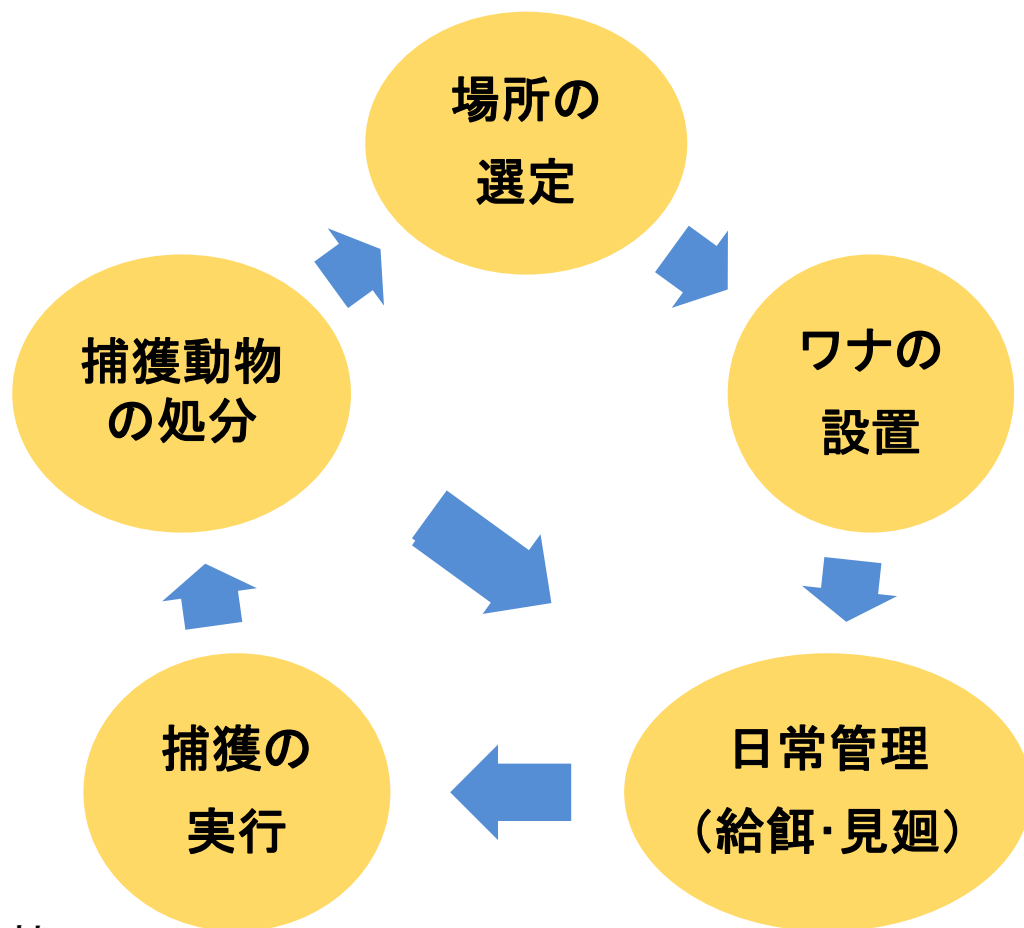 場所の
選定
ワナの
設置
日常管理
（給餌・見廻）
捕獲の
実行
捕獲動物
の処分